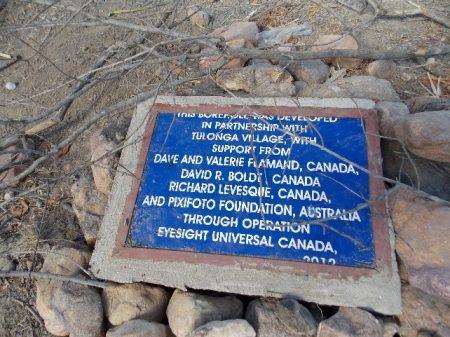 THIS BOREHOLE WAS DEVELOPED
IN PARTNERSHIP WITH
TULONGA VILLAGE, WITH
SUPPORT FROM
DAVE AND VALERIE FLAMAND, CANADA,
DAVID R. BOLDT, CANADA
RICHARD LEVESQUE, CANADA,
AND PIXIFOTO FOUNDATION, AUSTRALIA
THROUGH OPERATION
EYESIGHT UNIVERSAL CANADA,
2012